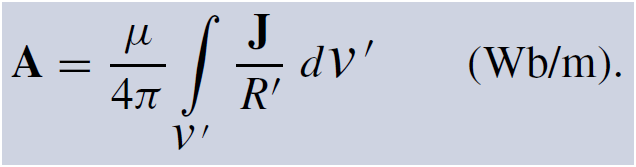 A = μ/4π ∫𝒱′ J/R′ d𝒱′ (Wb/m).